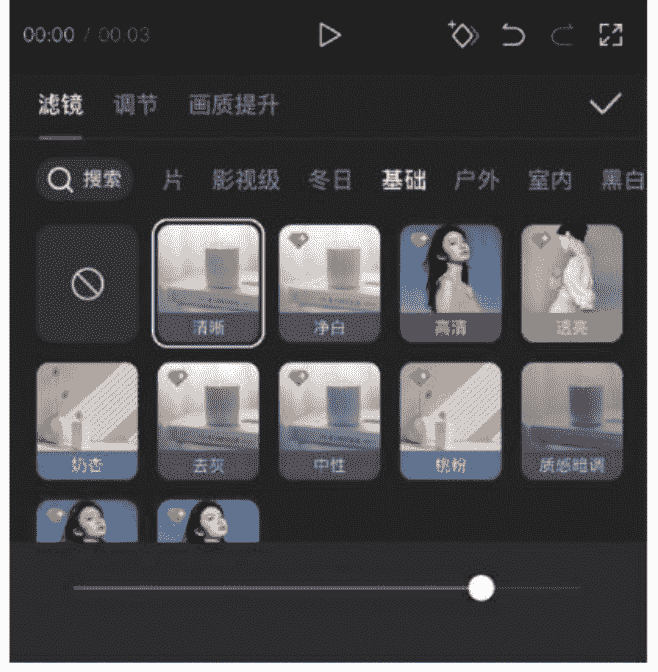 00:00 / 00:03
滤镜 调节 画质提升
搜索 片 影视级 冬日 基础 户外 室内 黑白
清晰 净白 高清 透亮
奶杏 去灰 中性 桃粉 质感暗调